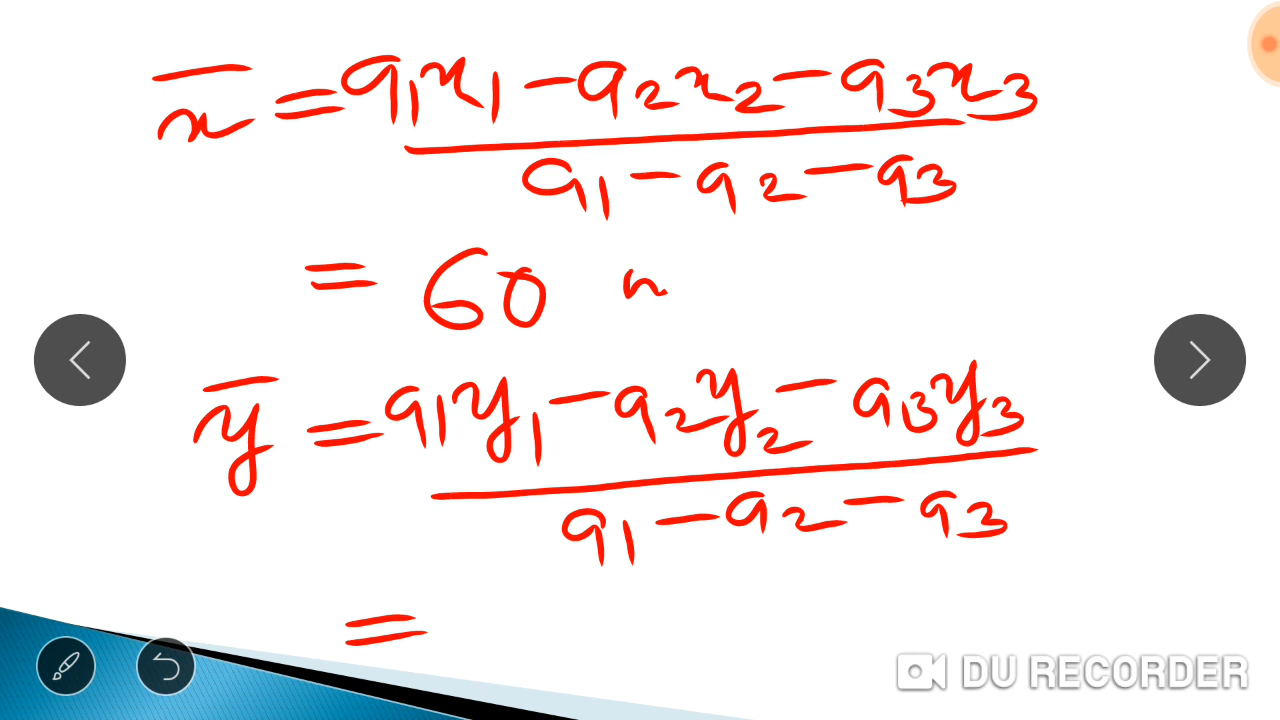 x̄ = a1x1 - a2x2 - a3x3
a1 - a2 - a3
= 60
ȳ = a1y1 - a2y2 - a3y3
a1 - a2 - a3
=
DU RECORDER